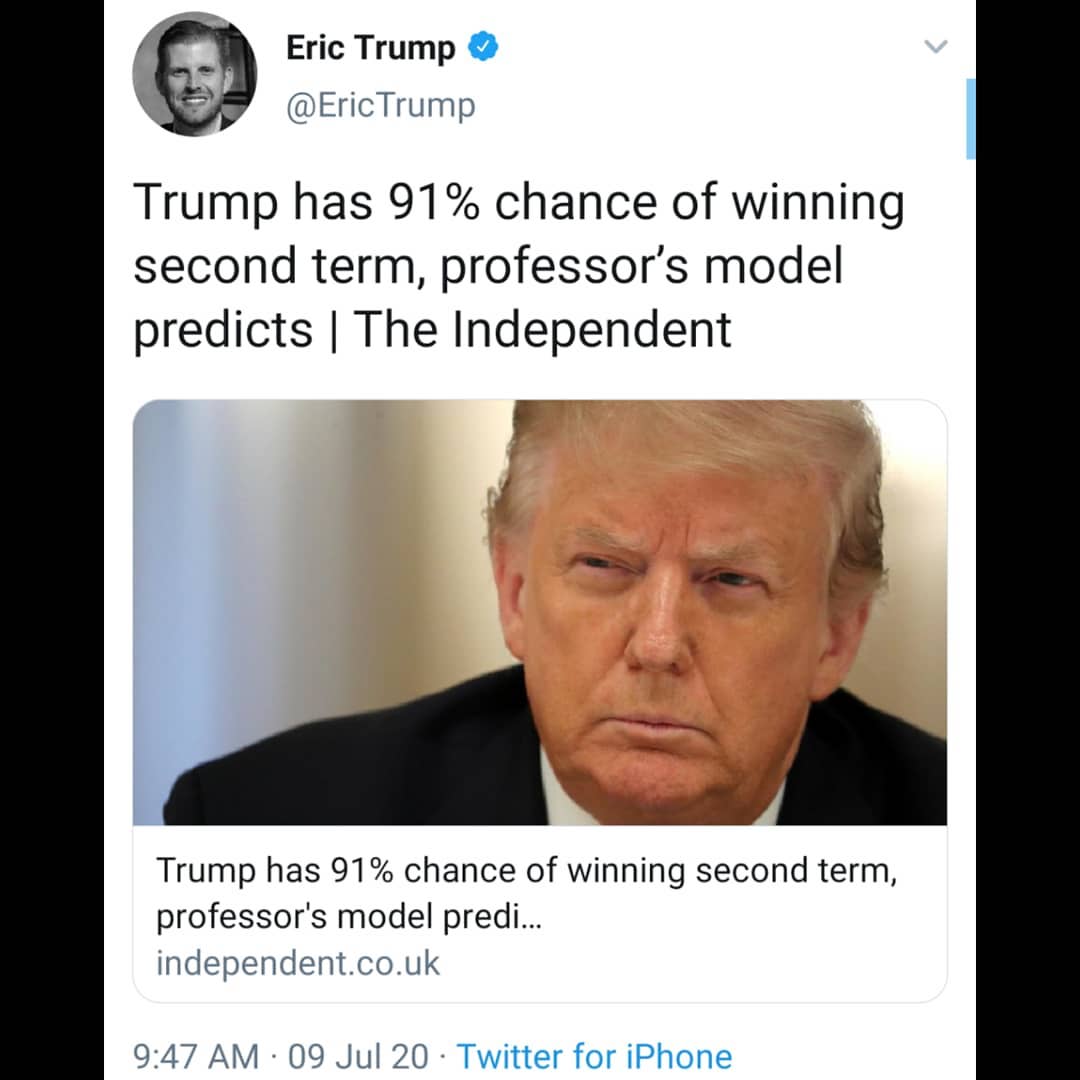 Eric Trump
@EricTrump
Trump has 91% chance of winning
second term, professor’s model
predicts | The Independent
Trump has 91% chance of winning second term,
professor's model predi...
independent.co.uk
9:47 AM · 09 Jul 20 · Twitter for iPhone